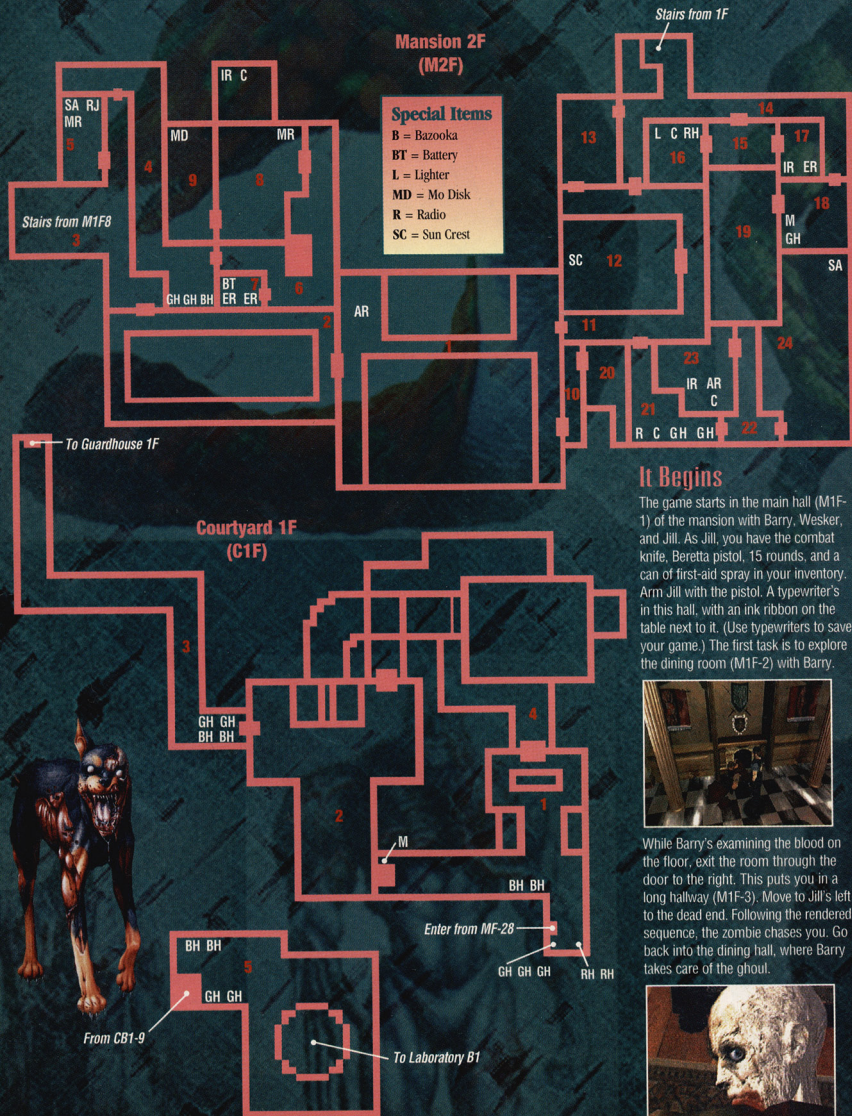 Stairs from 1F
Mansion 2F
(M2F)
IR C
SA RJ
MR
5
4
MD
9
MR
8
Special Items
B = Bazooka
BT = Battery
L = Lighter
MD = Mo Disk
R = Radio
SC = Sun Crest
13
14
L C RH
16
15
17
IR ER
18
M
GH
SA
Stairs from M1F8
3
19
SC
12
BT
ER ER
7
6
GH GH BH
2
AR
1
11
10
20
23
24
IR AR
C
21
R C GH GH
22
To Guardhouse 1F
Courtyard 1F
(C1F)
3
GH GH
BH BH
4
2
1
M
BH BH
Enter from MF-28
GH GH GH
RH RH
BH BH
5
GH GH
From CB1-9
To Laboratory B1
It Begins
The game starts in the main hall (M1F-
1) of the mansion with Barry, Wesker,
and Jill. As Jill, you have the combat
knife, Beretta pistol, 15 rounds, and a
can of first-aid spray in your inventory.
Arm Jill with the pistol. A typewriter's
in this hall, with an ink ribbon on the
table next to it. (Use typewriters to save
your game.) The first task is to explore
the dining room (M1F-2) with Barry.
While Barry's examining the blood on
the floor, exit the room through the
door to the right. This puts you in a
long hallway (M1F-3). Move to Jill's left
to the dead end. Following the rendered
sequence, the zombie chases you. Go
back into the dining hall, where Barry
takes care of the ghoul.